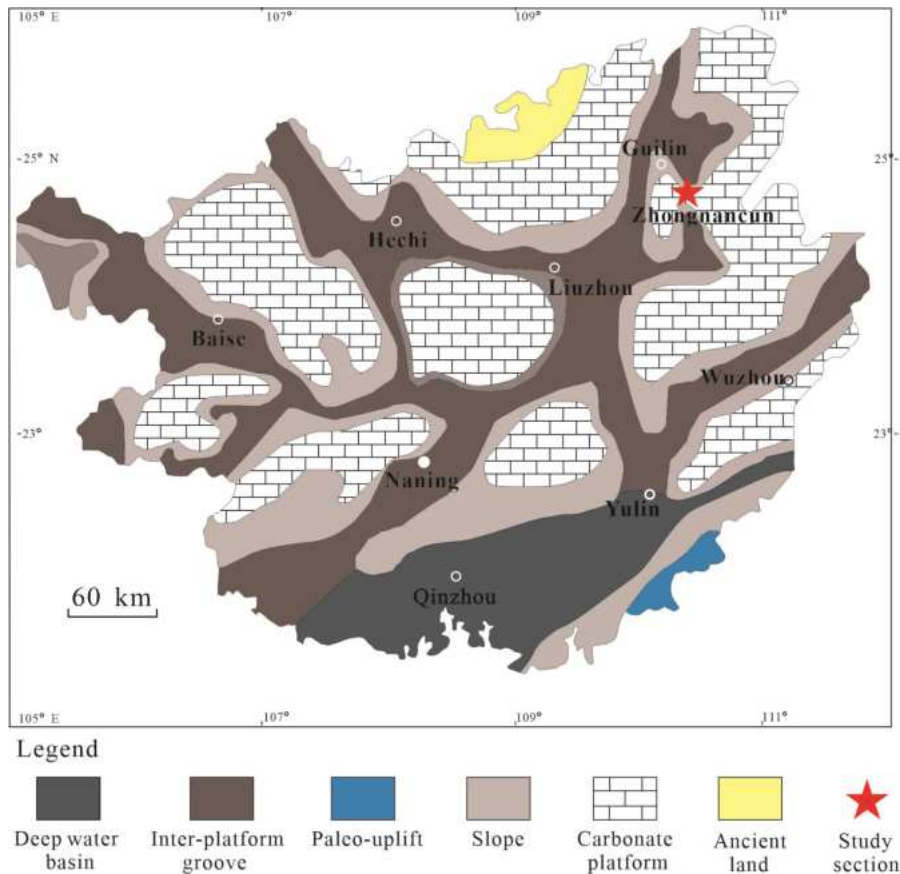 105° E
107°
109°
111°
-25° N
25°-
Guilin
Zhongnancun
Hechi
Liuzhou
Baise
Wuzhou
-23°
23°-
Naning
Yulin
60 km
Qinzhou
105° E
107°
109°
111°
Legend
Deep water
basin
Inter-platform
groove
Paleo-uplift
Slope
Carbonate
platform
Ancient
land
Study
section